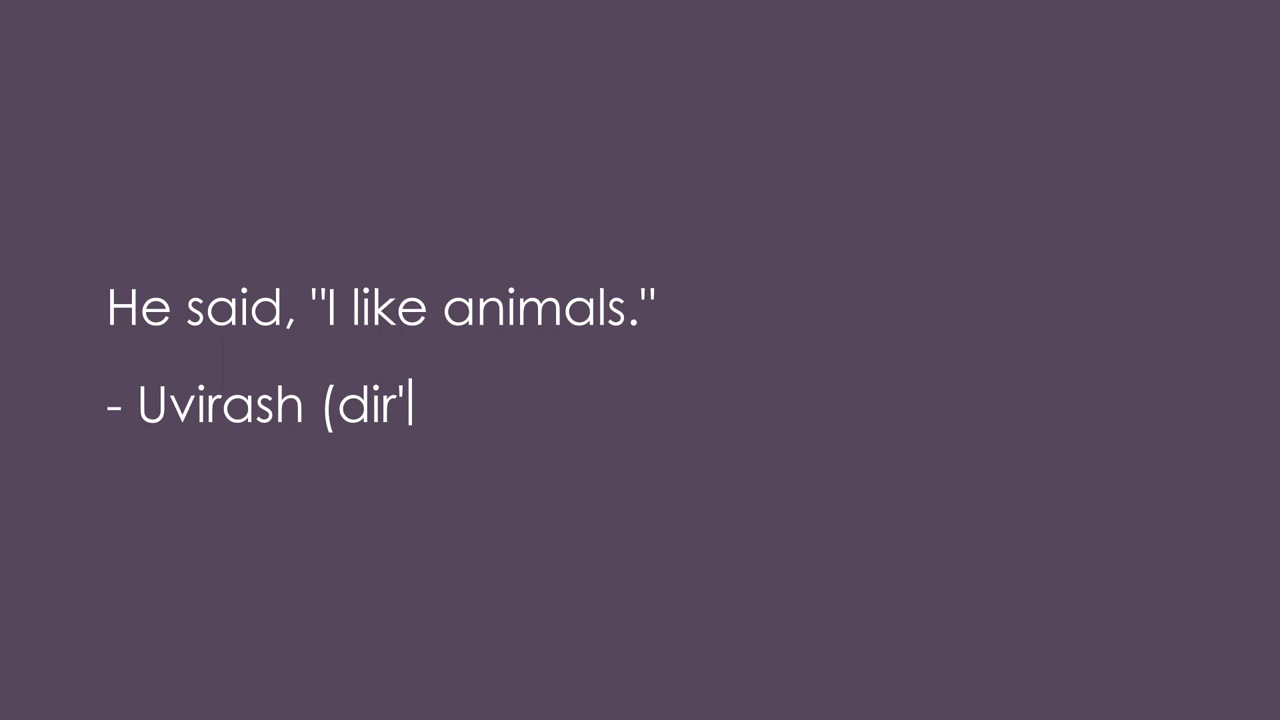 He said, "I like animals."
- Uvirash (dir'